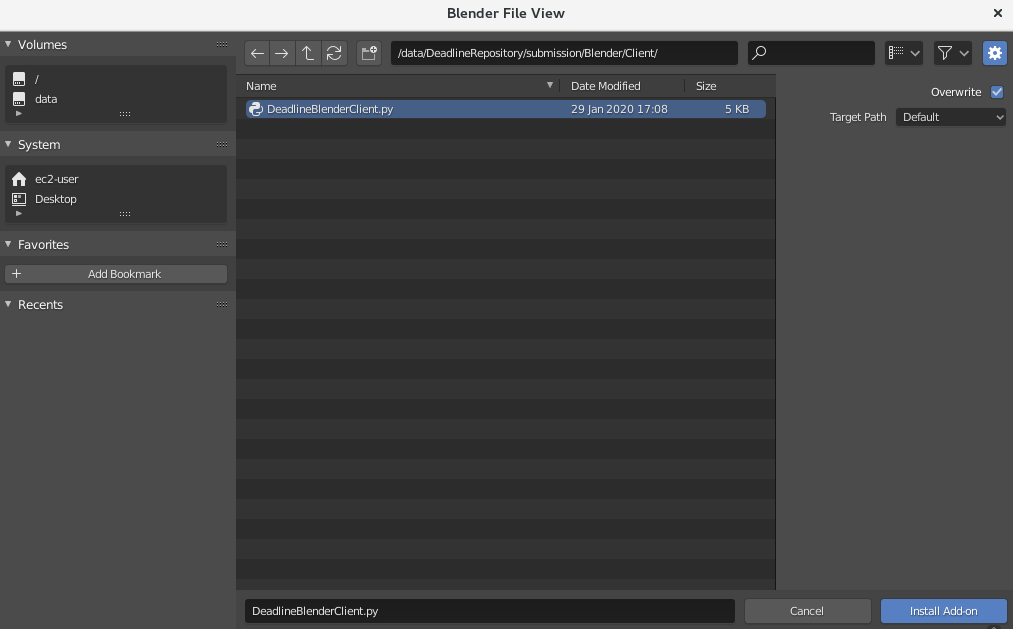 Blender File View
Volumes
/
data
System
ec2-user
Desktop
Favorites
Add Bookmark
Recents
/data/DeadlineRepository/submission/Blender/Client/
Name Date Modified Size
DeadlineBlenderClient.py 29 Jan 2020 17:08 5 KB
Overwrite
Target Path Default
DeadlineBlenderClient.py Cancel Install Add-on